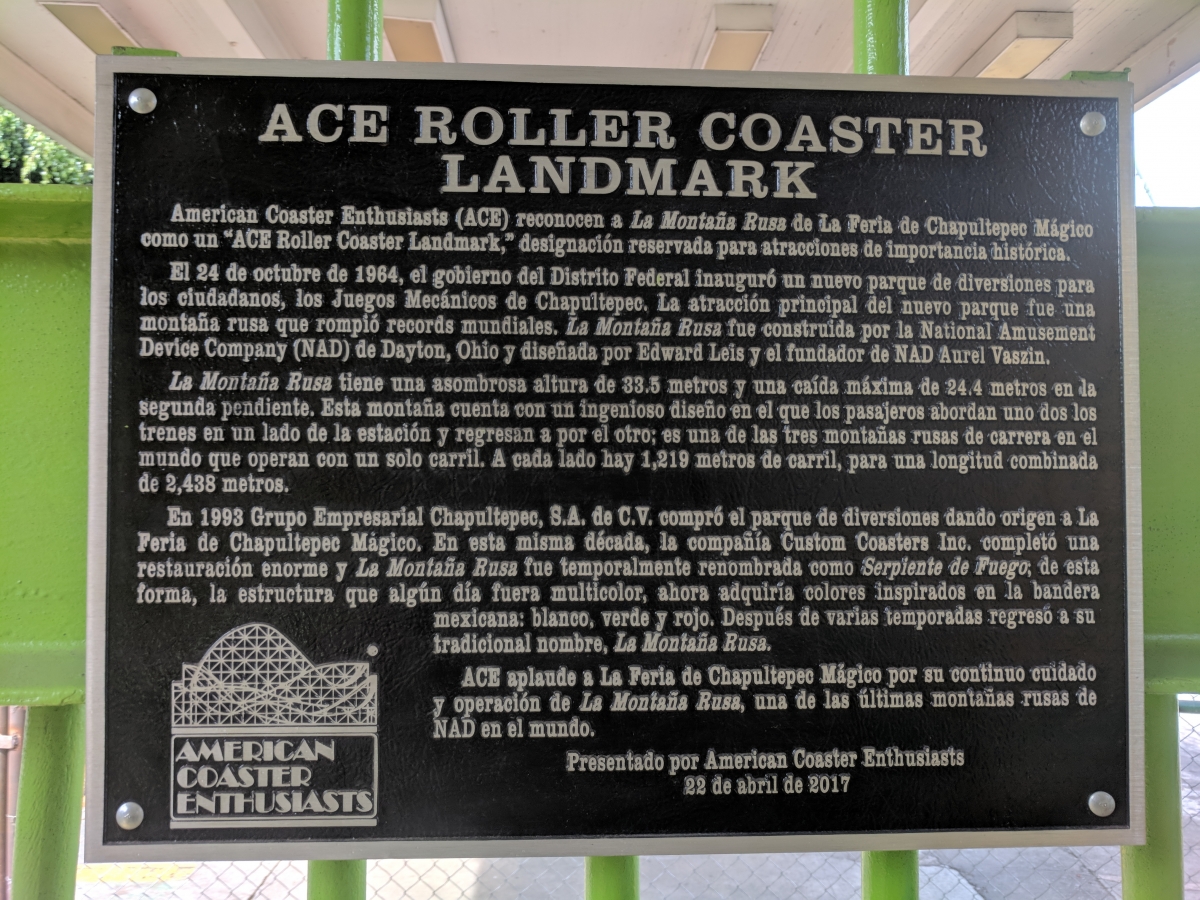 ACE ROLLER COASTER
LANDMARK
American Coaster Enthusiasts (ACE) reconocen a La Montaña Rusa de La Feria de Chapultepec Mágico
como un “ACE Roller Coaster Landmark,” designación reservada para atracciones de importancia histórica.
El 24 de octubre de 1964, el gobierno del Distrito Federal inauguró un nuevo parque de diversiones para
los ciudadanos, los Juegos Mecánicos de Chapultepec. La atracción principal del nuevo parque fue una
montaña rusa que rompió records mundiales. La Montaña Rusa fue construida por la National Amusement
Device Company (NAD) de Dayton, Ohio y diseñada por Edward Leis y el fundador de NAD Aurel Vaszin.
La Montaña Rusa tiene una asombrosa altura de 33.5 metros y una caída máxima de 24.4 metros en la
segunda pendiente. Esta montaña cuenta con un ingenioso diseño en el que los pasajeros abordan uno dos los
trenes en un lado de la estación y regresan a por el otro; es una de las tres montañas rusas de carrera en el
mundo que operan con un solo carril. A cada lado hay 1,219 metros de carril, para una longitud combinada
de 2,438 metros.
En 1993 Grupo Empresarial Chapultepec, S.A. de C.V. compró el parque de diversiones dando origen a La
Feria de Chapultepec Mágico. En esta misma década, la compañía Custom Coasters Inc. completó una
restauración enorme y La Montaña Rusa fue temporalmente renombrada como Serpiente de Fuego; de esta
forma, la estructura que algún día fuera multicolor, ahora adquiría colores inspirados en la bandera
mexicana: blanco, verde y rojo. Después de varias temporadas regresó a su
tradicional nombre, La Montaña Rusa.
ACE aplaude a La Feria de Chapultepec Mágico por su continuo cuidado
y operación de La Montaña Rusa, una de las últimas montañas rusas de
NAD en el mundo.
Presentado por American Coaster Enthusiasts
22 de abril de 2017
AMERICAN
COASTER
ENTHUSIASTS